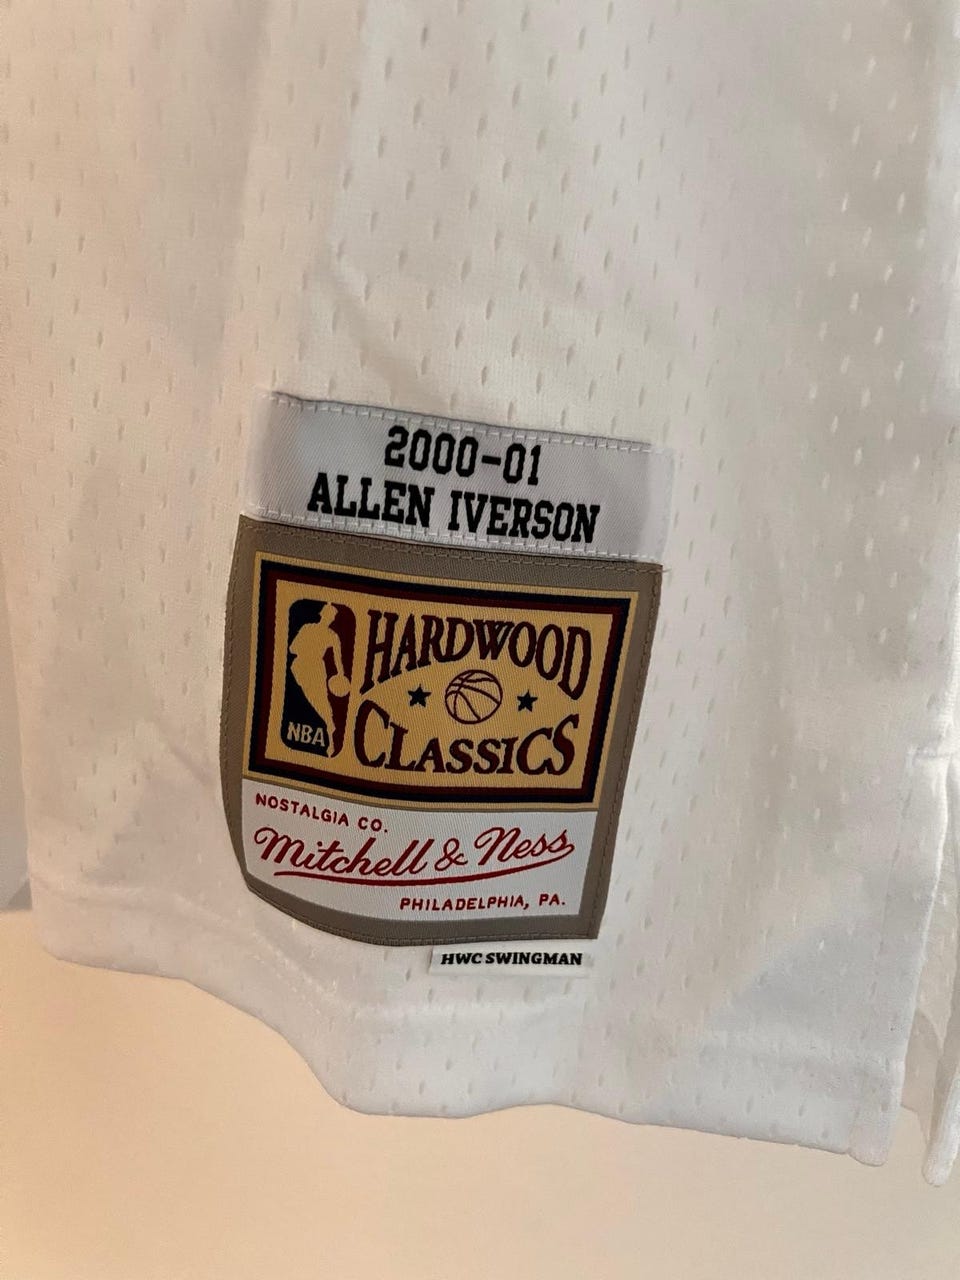 2000-01
ALLEN IVERSON
HARDWOOD
CLASSICS
NBA
NOSTALGIA CO.
Mitchell & Ness
PHILADELPHIA, PA.
HWC SWINGMAN